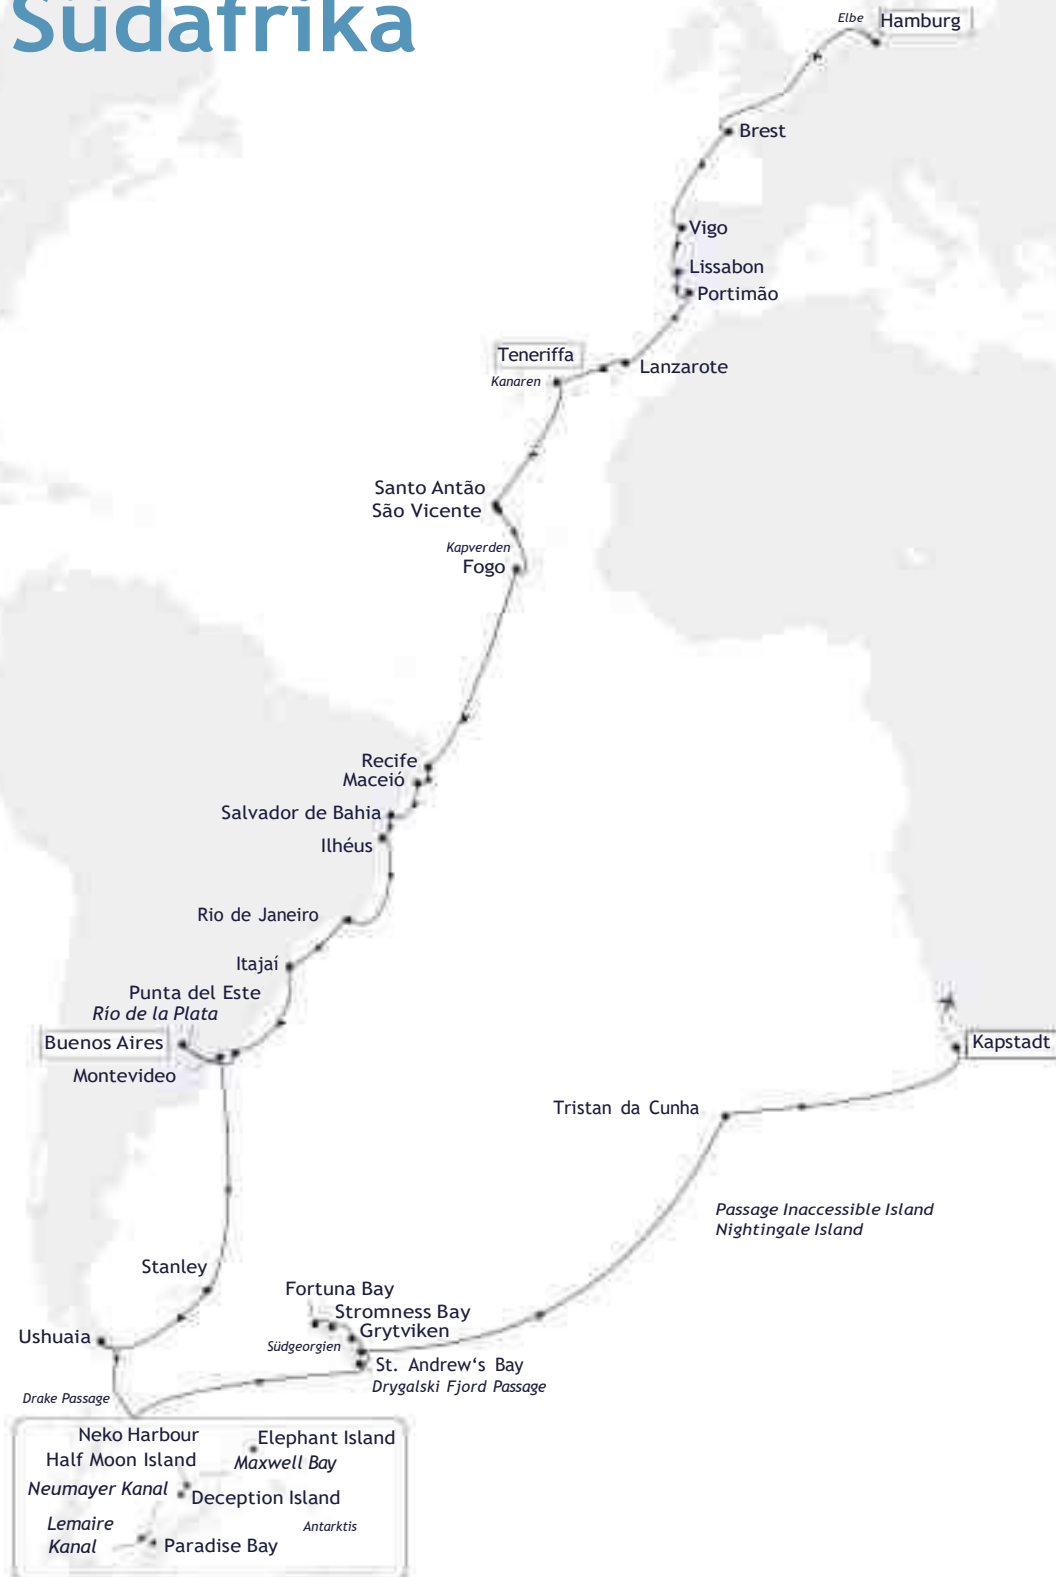 Südafrika
Elbe
Hamburg
Brest
Vigo
Lissabon
Portimão
Teneriffa
Kanaren
Lanzarote
Santo Antão
São Vicente
Kapverden
Fogo
Recife
Maceió
Salvador de Bahia
Ilhéus
Rio de Janeiro
Itajaí
Punta del Este
Río de la Plata
Buenos Aires
Montevideo
Kapstadt
Tristan da Cunha
Passage Inaccessible Island
Nightingale Island
Stanley
Fortuna Bay
Stromness Bay
Grytviken
Ushuaia
Südgeorgien
St. Andrew‘s Bay
Drygalski Fjord Passage
Drake Passage
Neko Harbour
Elephant Island
Half Moon Island
Maxwell Bay
Neumayer Kanal
Deception Island
Lemaire
Kanal
Antarktis
Paradise Bay